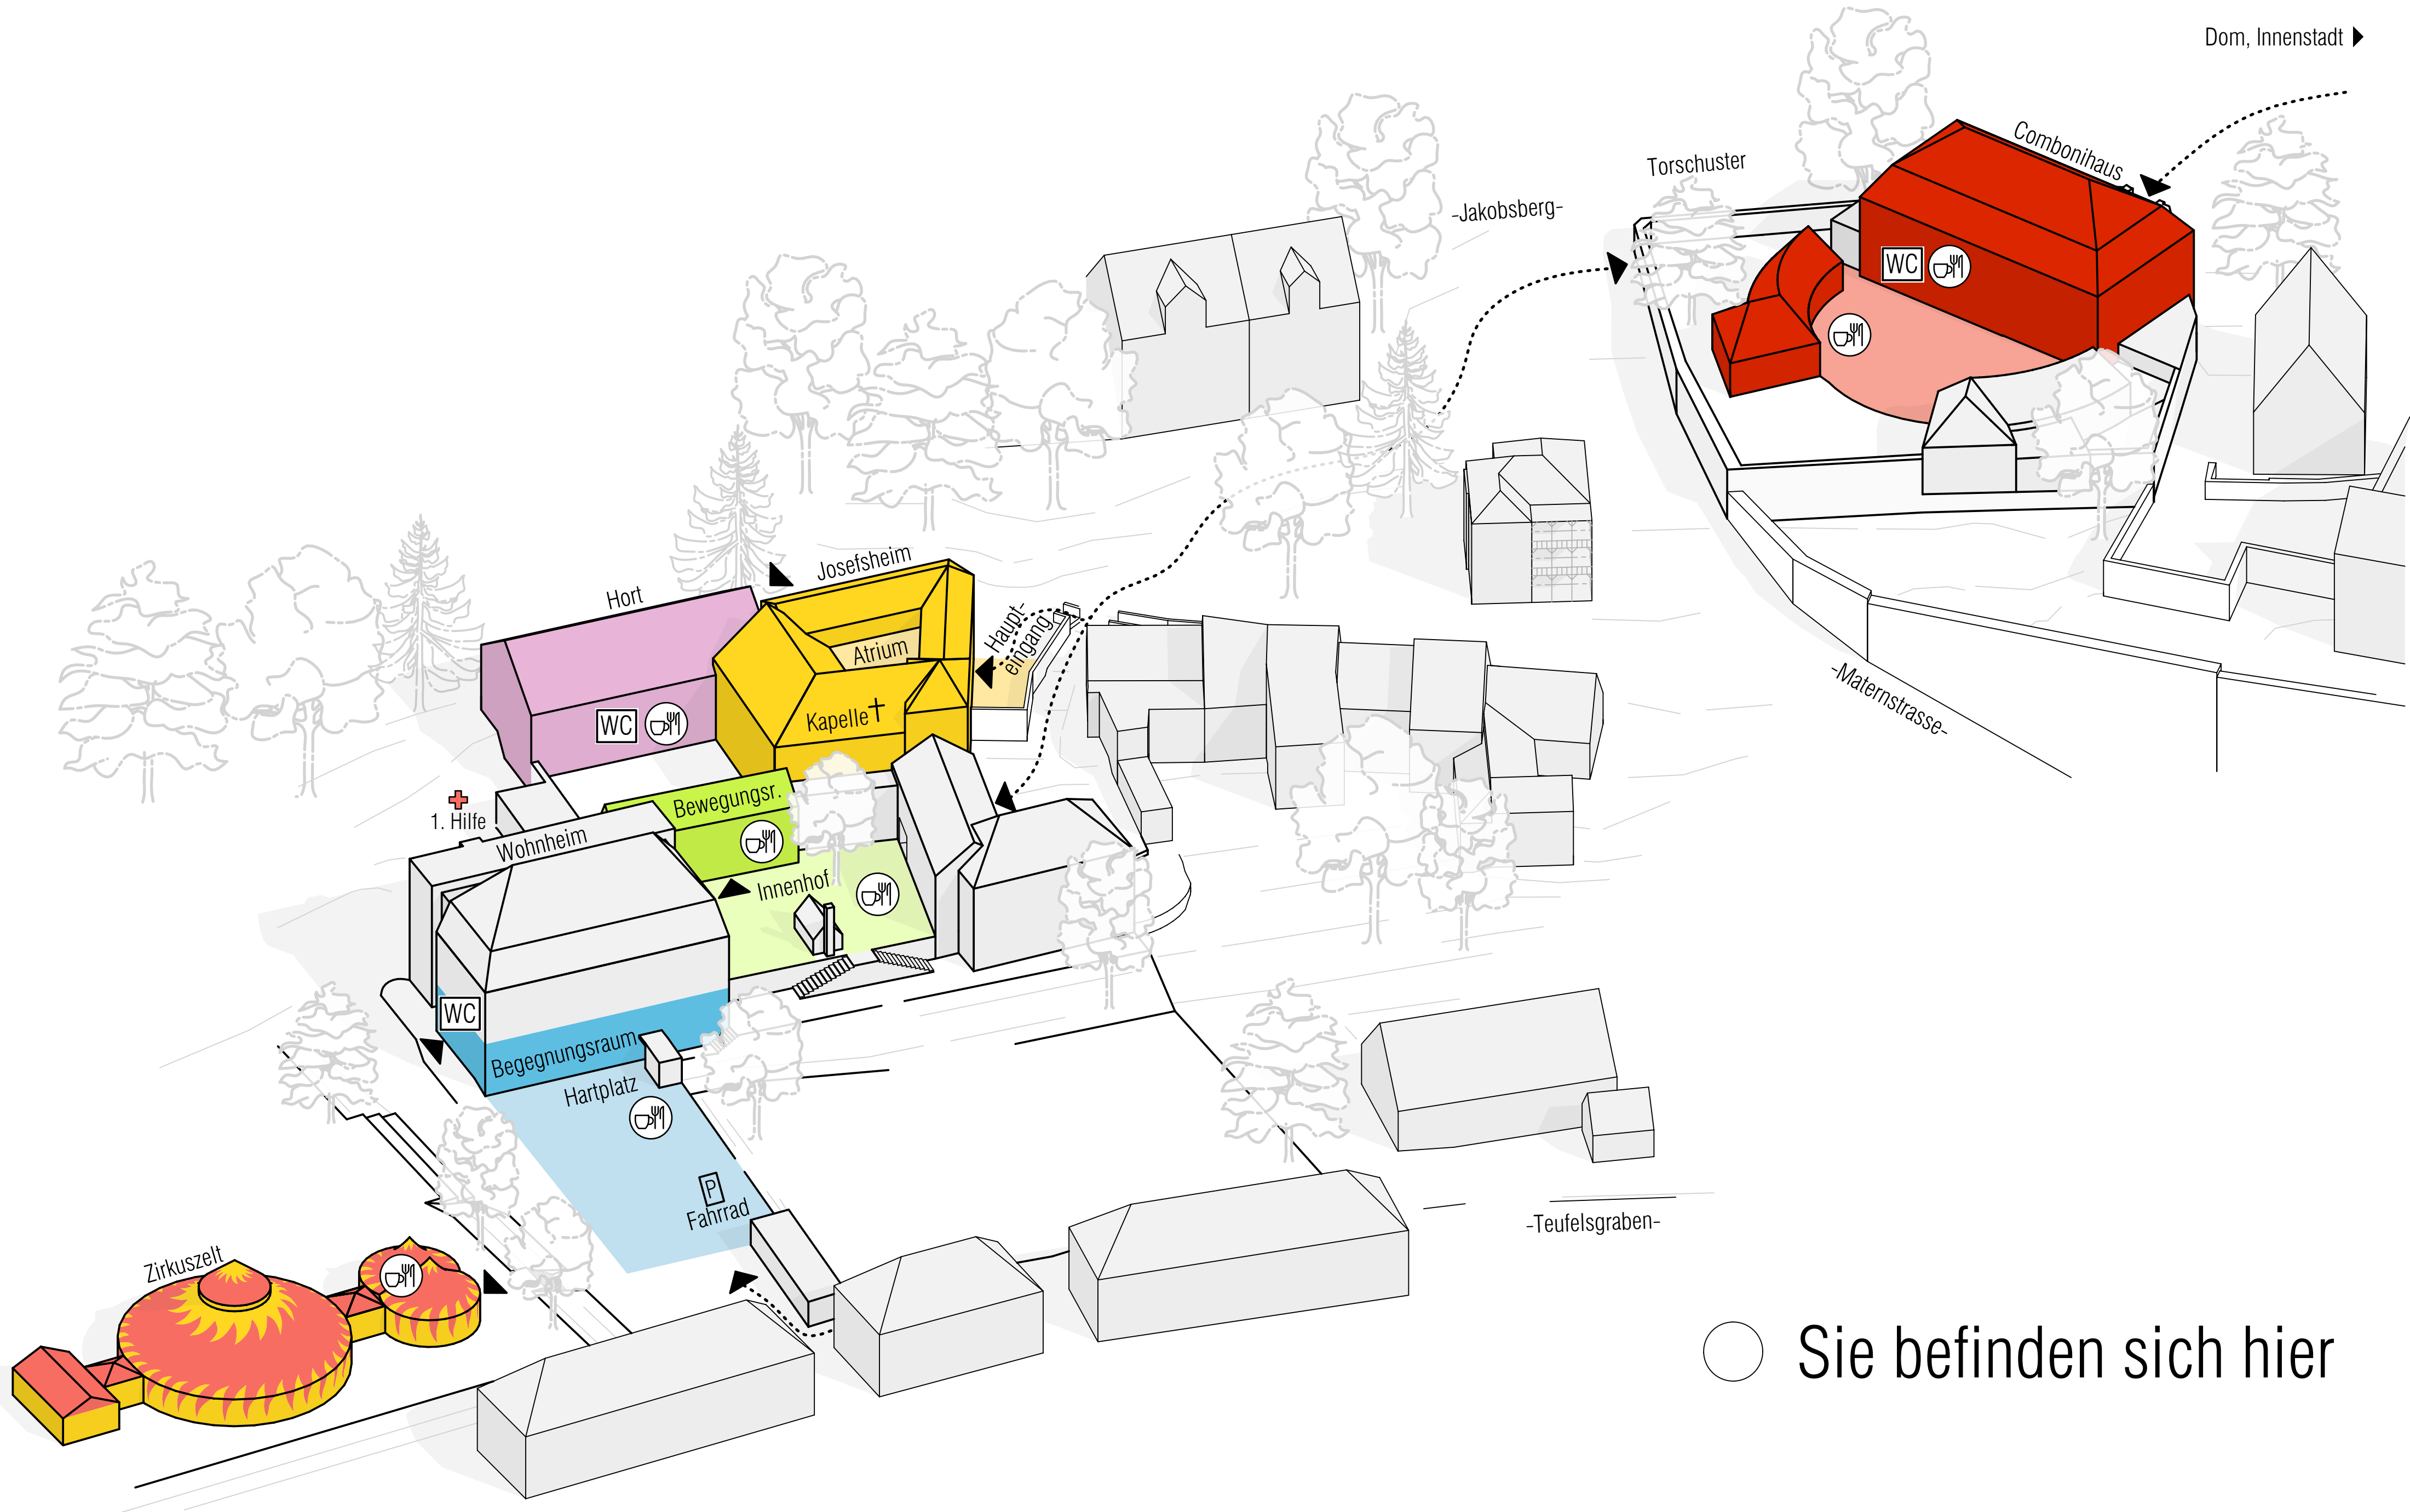 Dom, Innenstadt
Combonihaus
Torschuster
-Jakobsberg-
WC
Josefsheim
Hort
Haupt-
eingang
Atrium
Kapelle
WC
-Maternstrasse-
Bewegungsr.
1. Hilfe
Wohnheim
Innenhof
WC
Begegnungsraum
Hartplatz
P
Fahrrad
-Teufelsgraben-
Zirkuszelt
Sie befinden sich hier